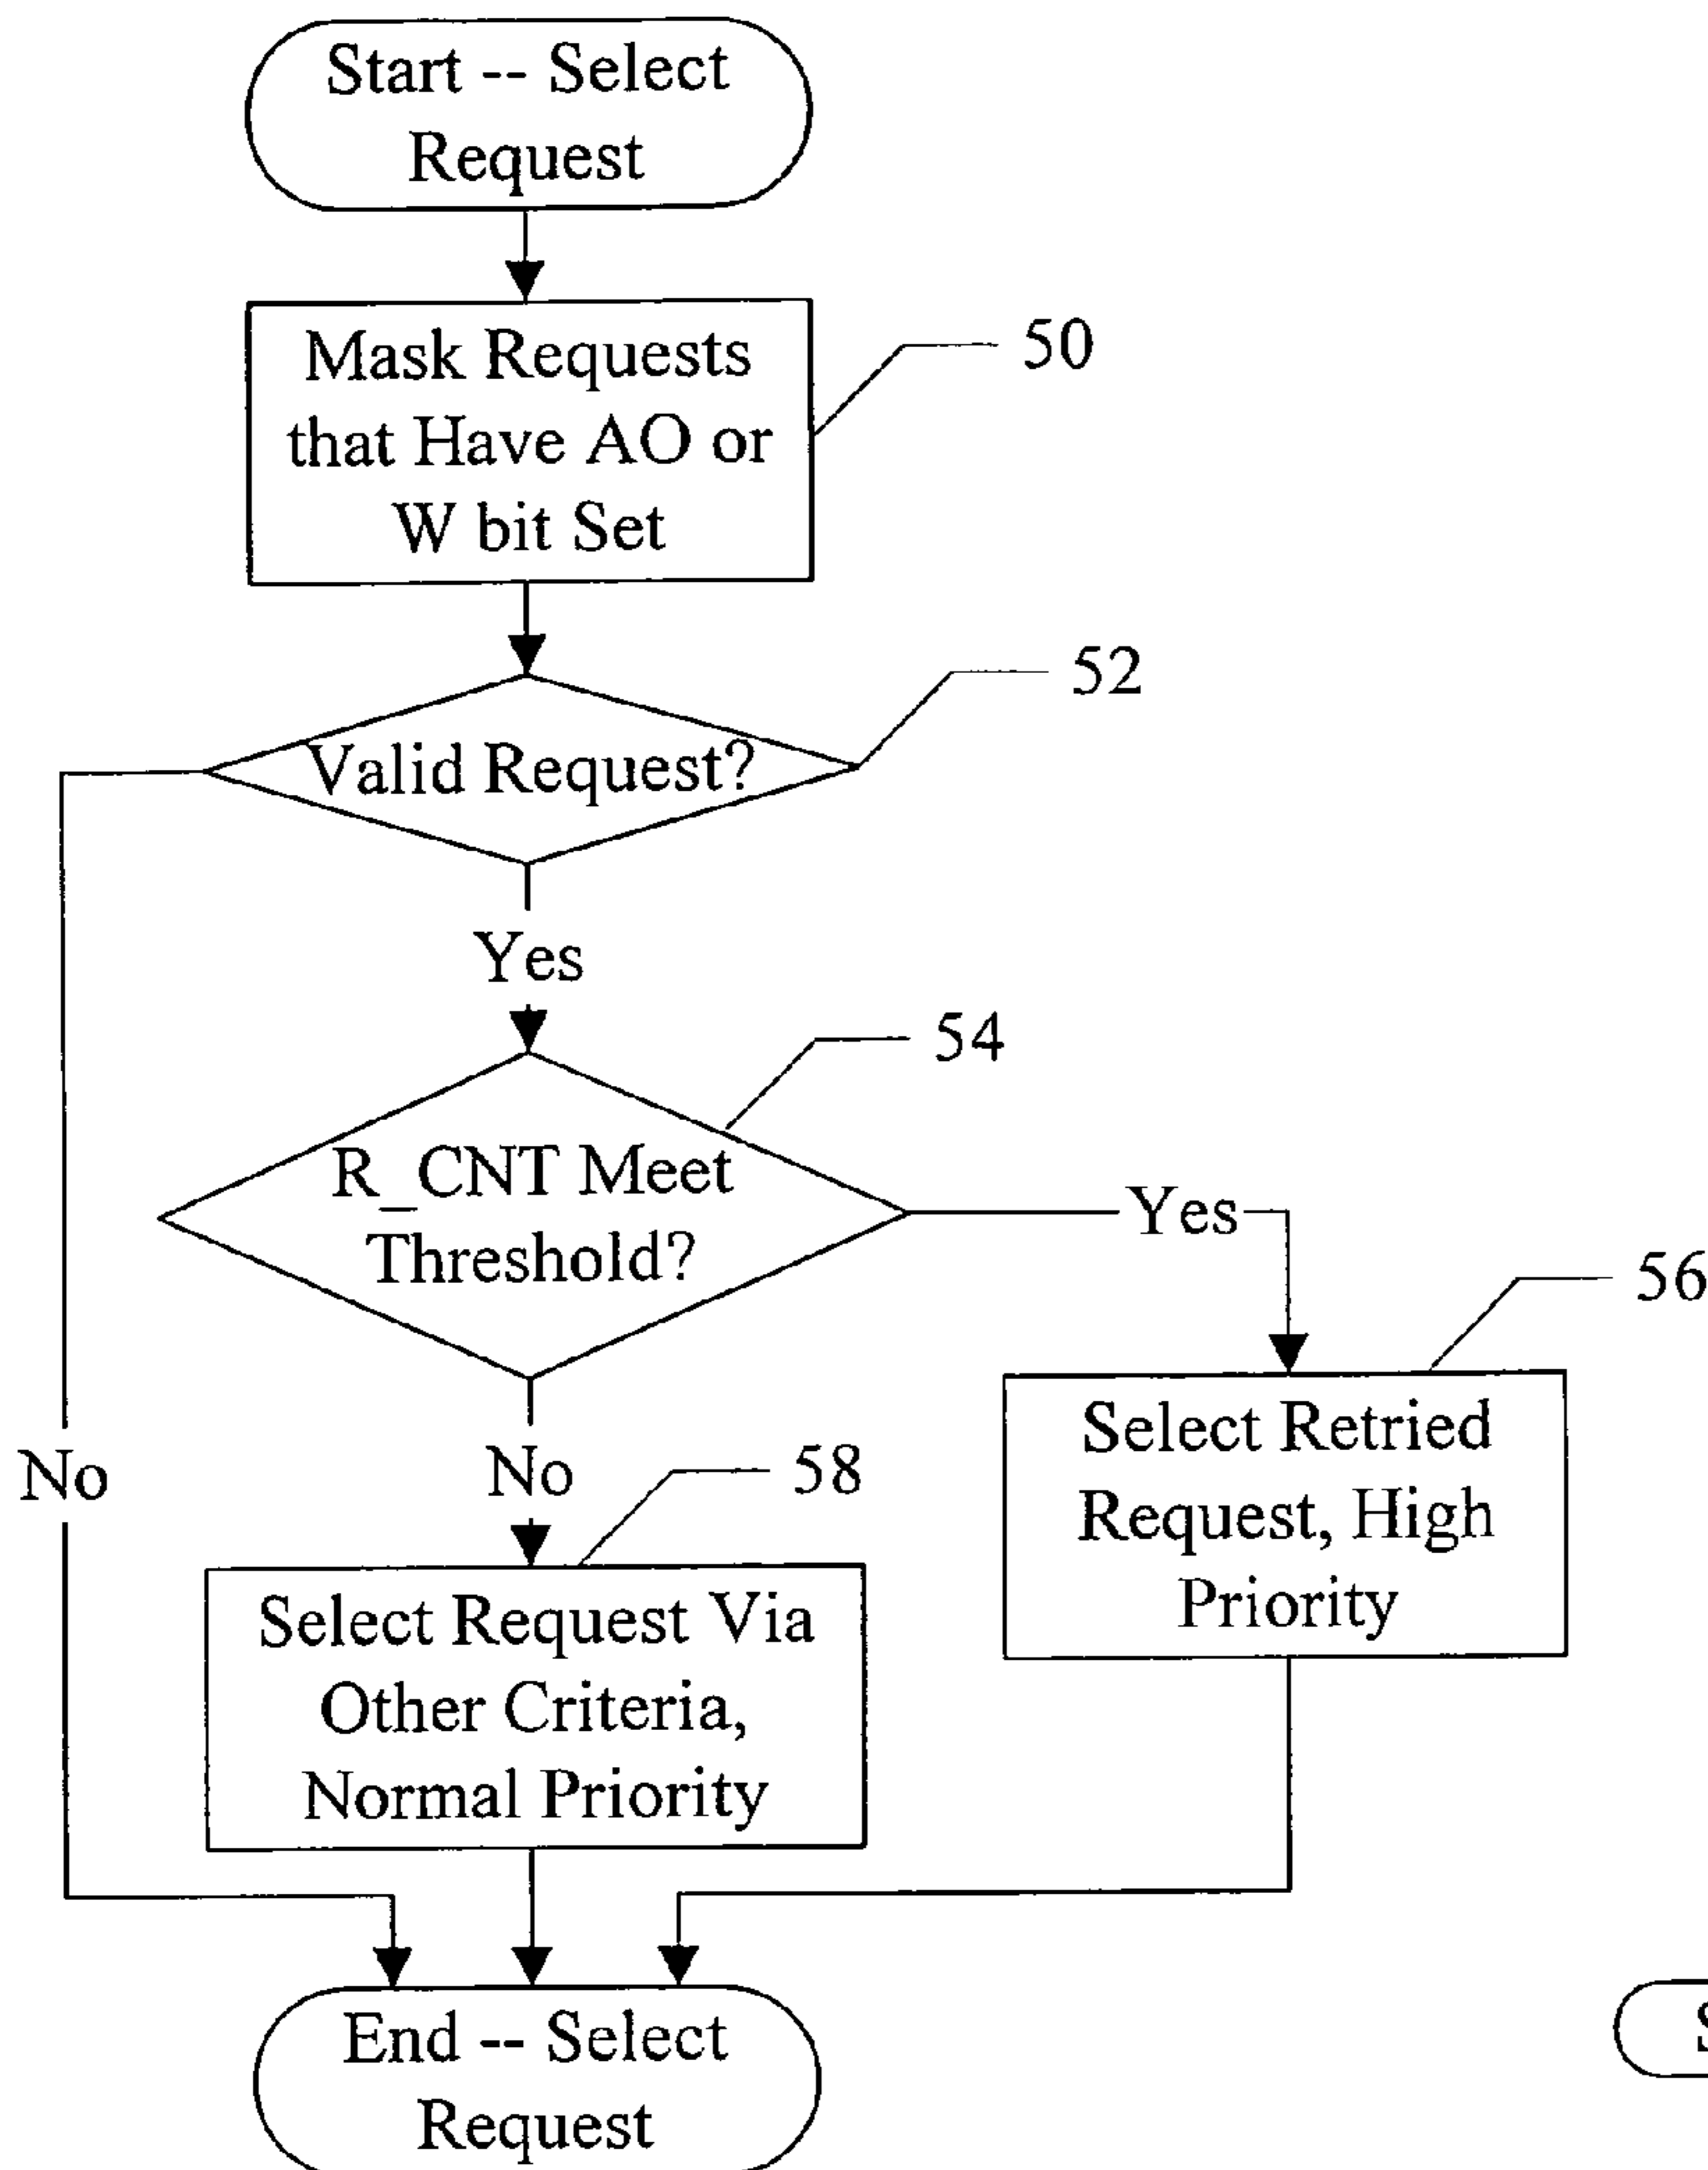 Start -- Select
Request
Mask Requests
that Have AO or
W bit Set
50
Valid Request?
52
Yes
R_CNT Meet
Threshold?
54
Yes
56
Select Retried
Request, High
Priority
No
No
58
Select Request Via
Other Criteria,
Normal Priority
End -- Select
Request